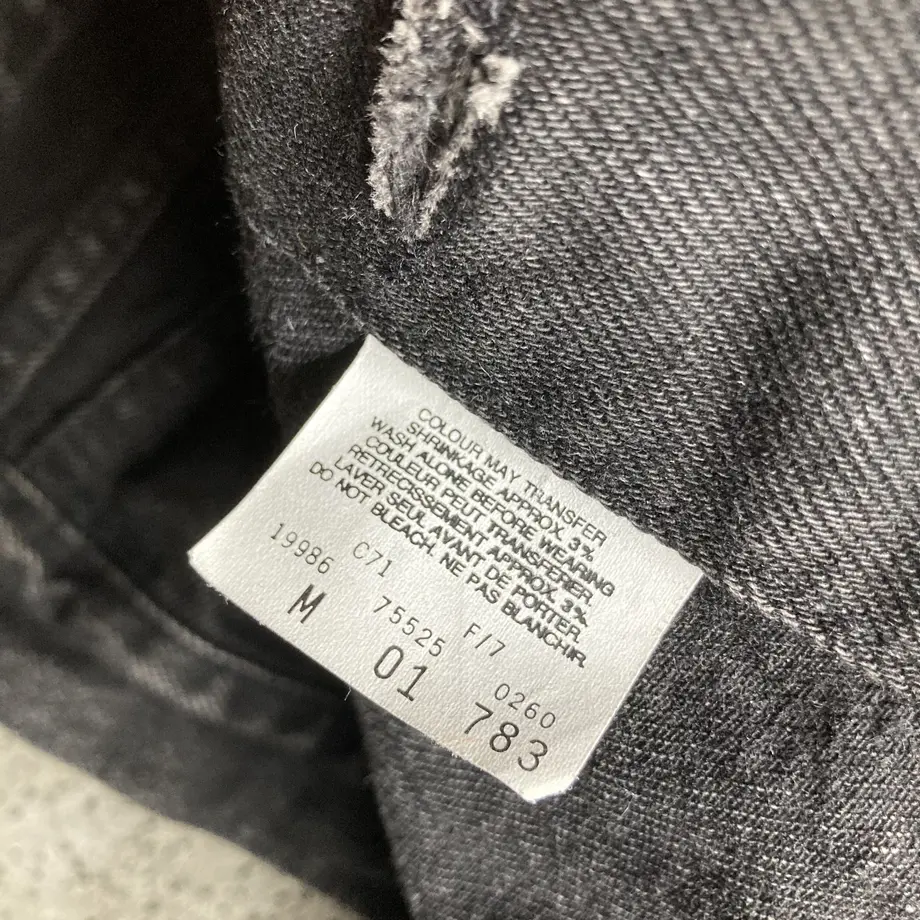 COLOUR MAY TRANSFER
SHRINKAGE APPROX. 3%
WASH ALONE BEFORE WEARING
COULEUR PEUT TRANSFERER.
RETRECISSEMENT APPROX. 3%.
LAVER SEUL AVANT DE PORTER.
DO NOT BLEACH. NE PAS BLANCHIR.
C71 F/7
19986 75525 0260
M 01 783